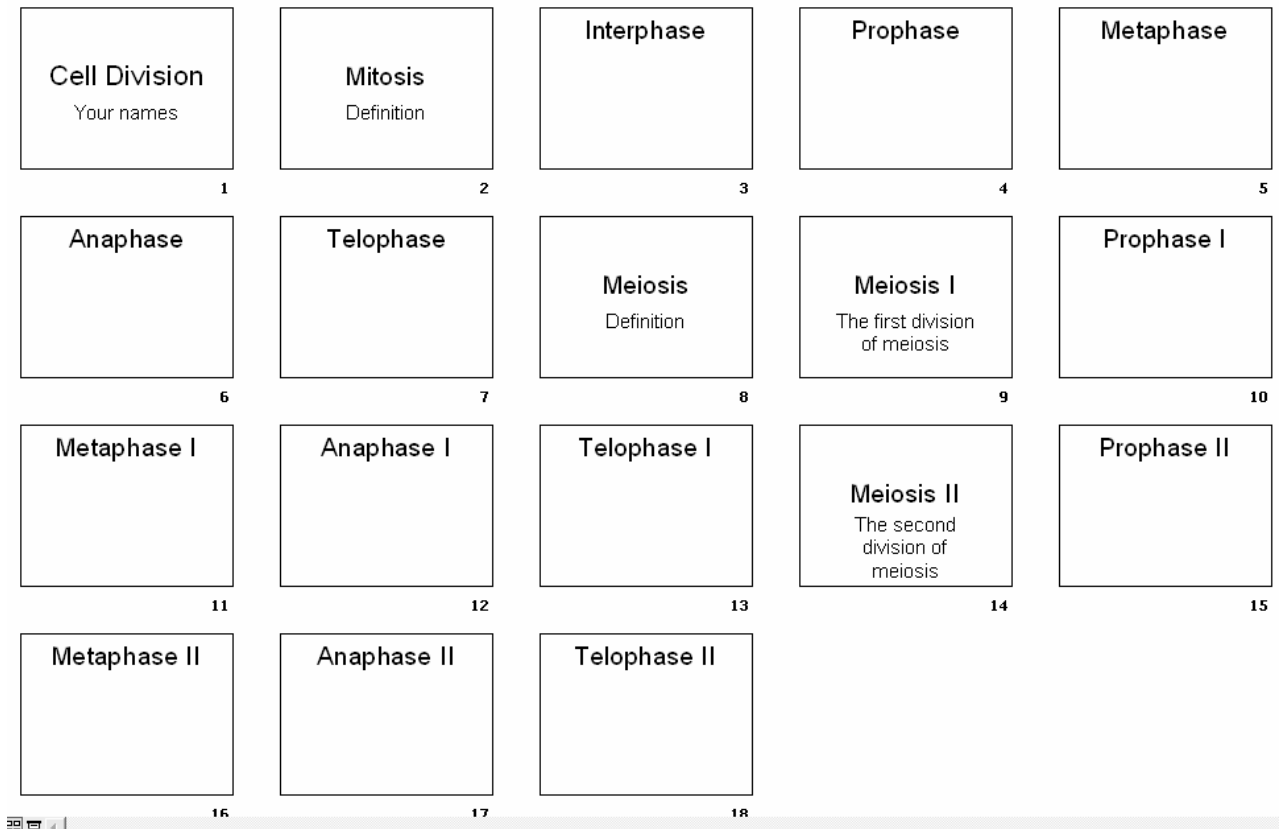 Cell Division
Your names
1
Mitosis
Definition
2
Interphase
3
Prophase
4
Metaphase
5
Anaphase
6
Telophase
7
Meiosis
Definition
8
Meiosis I
The first division
of meiosis
9
Prophase I
10
Metaphase I
11
Anaphase I
12
Telophase I
13
Meiosis II
The second
division of
meiosis
14
Prophase II
15
Metaphase II
16
Anaphase II
17
Telophase II
18